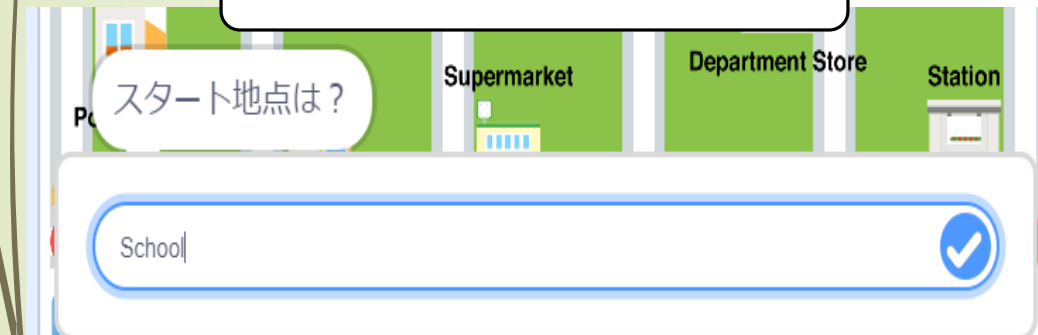 Department Store
Supermarket
Station
スタート地点は？
School